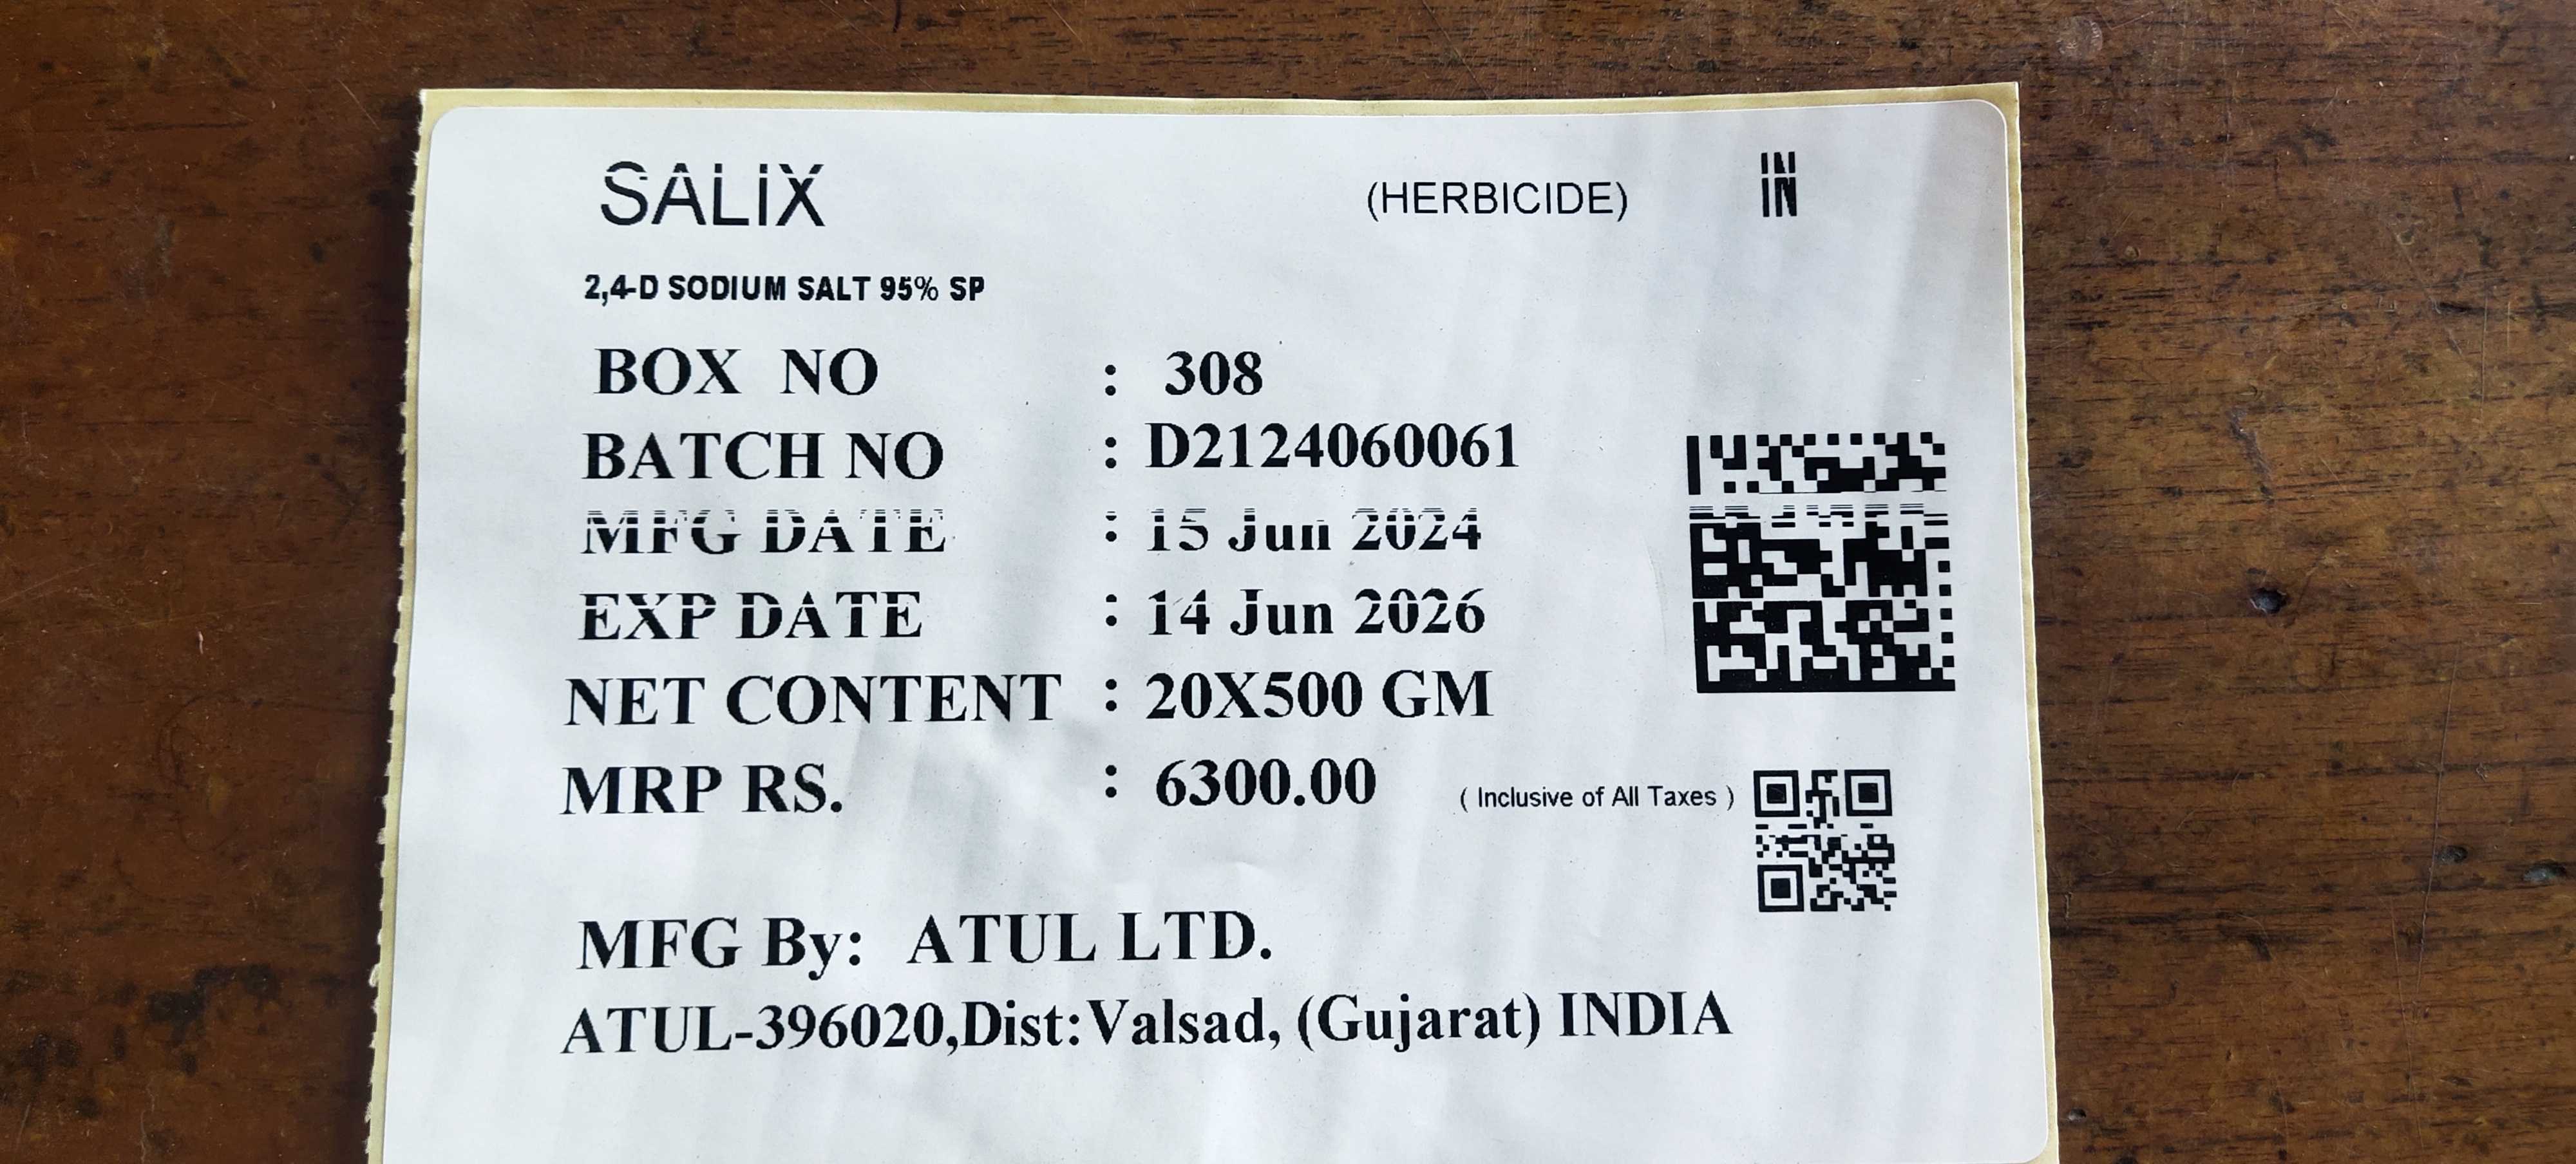 SALIX (HERBICIDE) IN
2,4-D SODIUM SALT 95% SP
BOX NO : 308
BATCH NO : D2124060061
MFG DATE : 15 Jun 2024
EXP DATE : 14 Jun 2026
NET CONTENT : 20X500 GM
MRP RS. : 6300.00 ( Inclusive of All Taxes )
MFG By: ATUL LTD.
ATUL-396020,Dist:Valsad, (Gujarat) INDIA